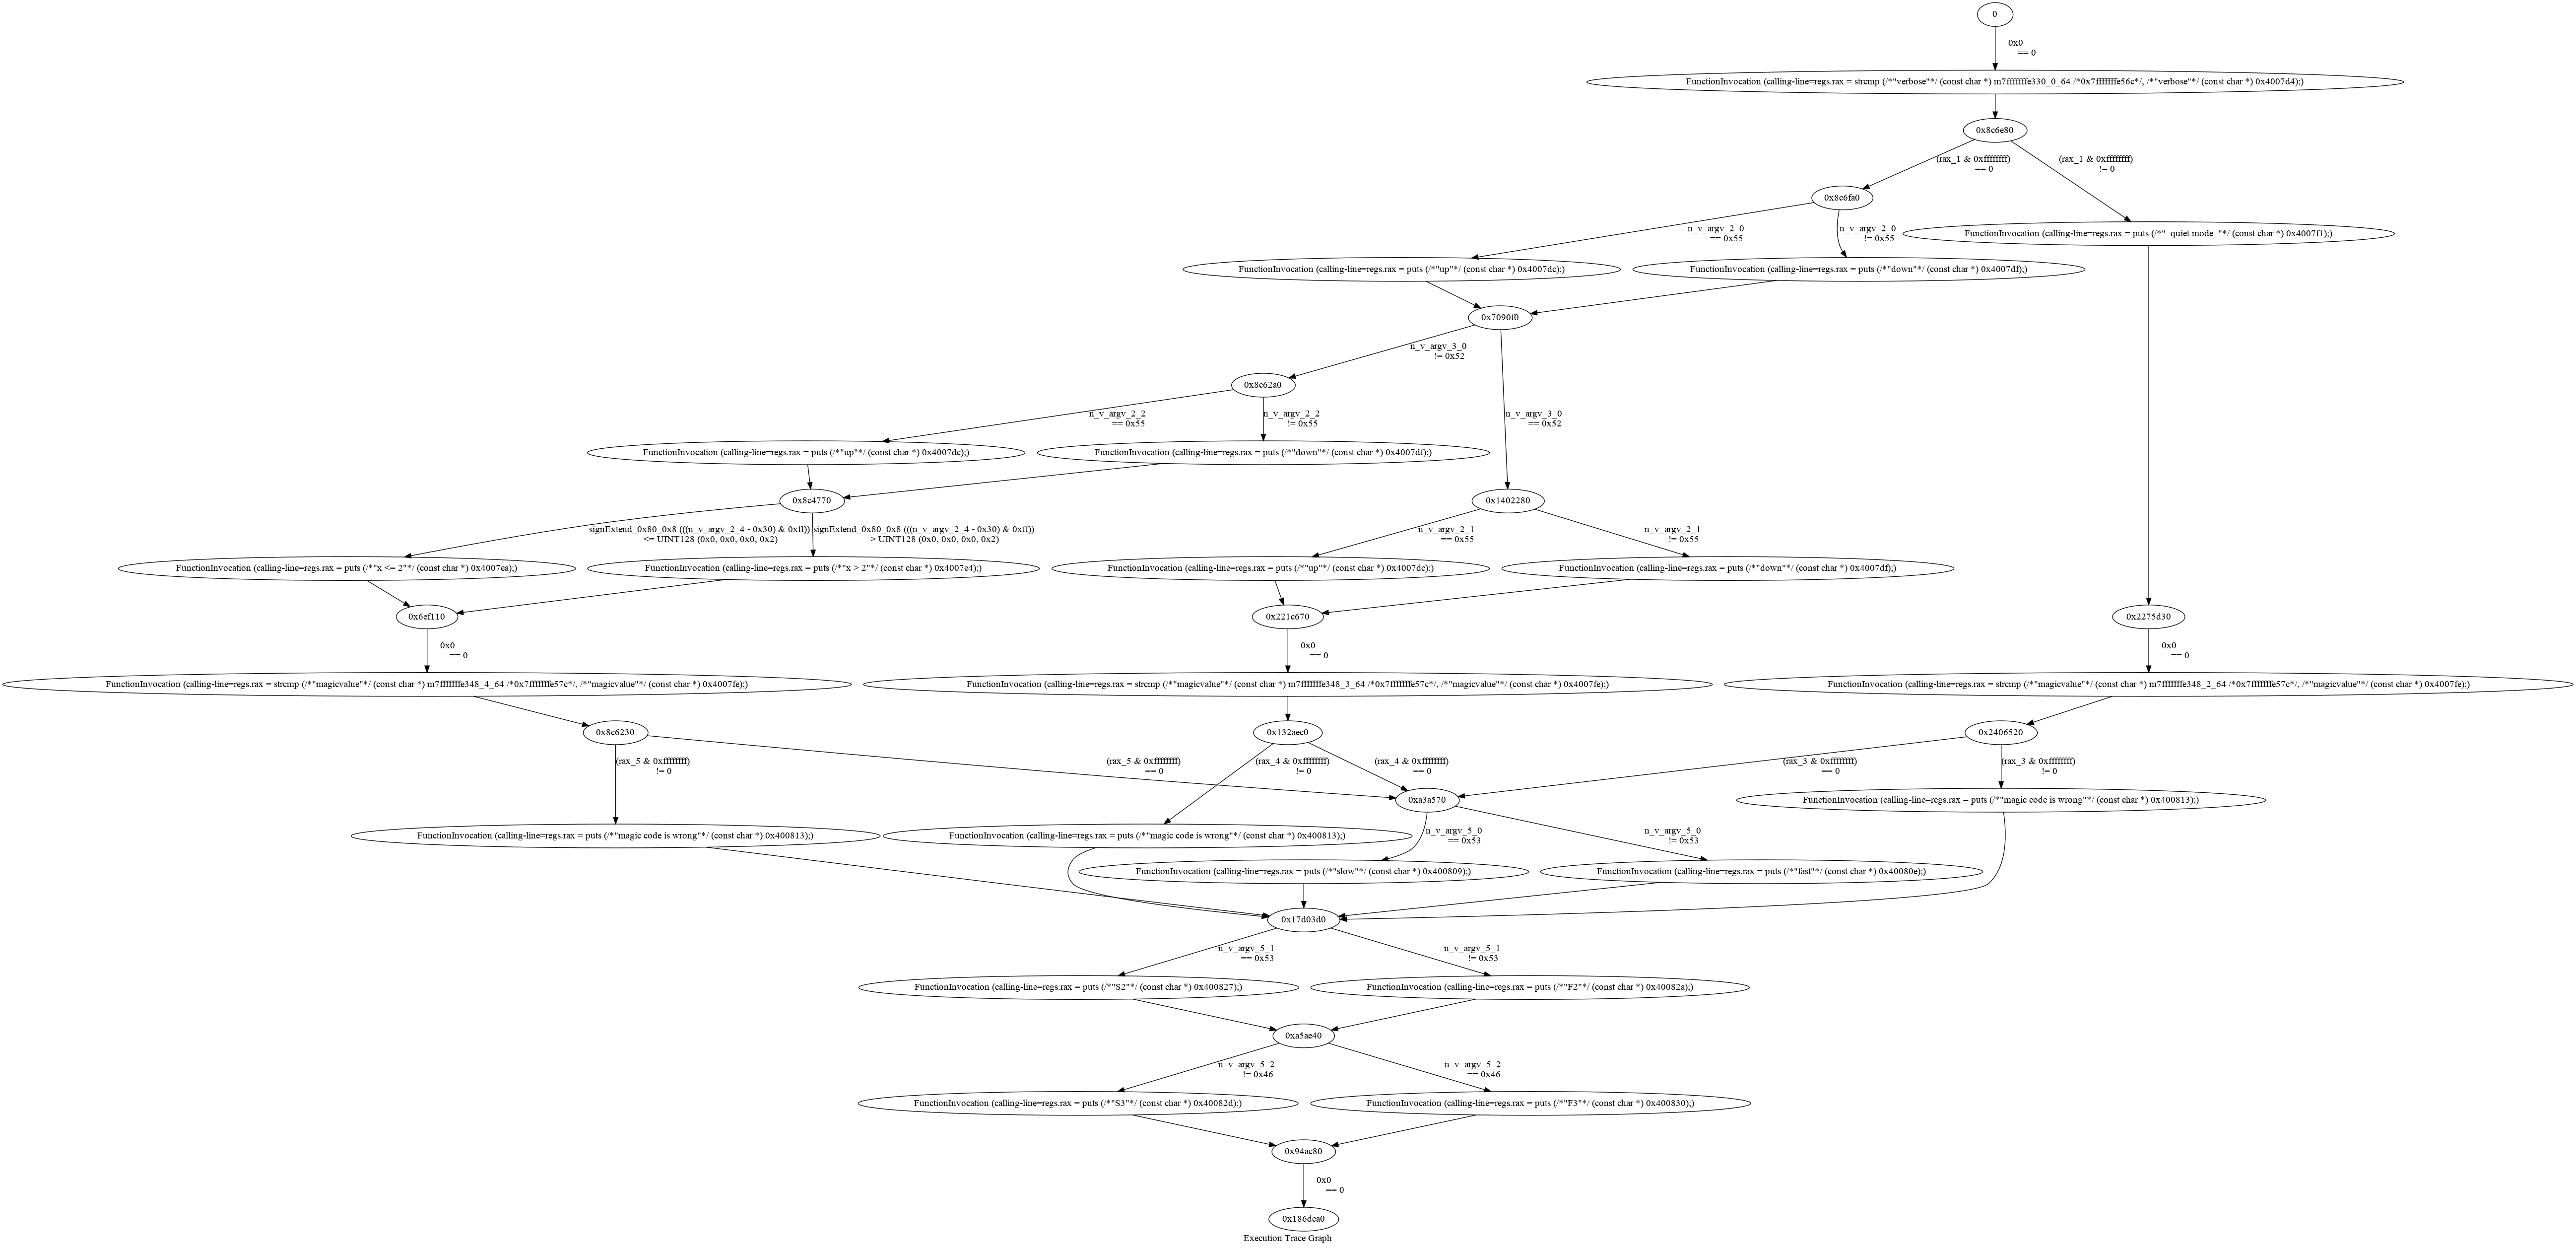 0
0x0
== 0
FunctionInvocation (calling-line=regs.rax = strcmp (/*"verbose"*/ (const char *) m7fffffffe330_0_64 /*0x7fffffffe56c*/, /*"verbose"*/ (const char *) 0x4007d4);)
0x8c6e80
(rax_1 & 0xffffffff)
== 0
(rax_1 & 0xffffffff)
!= 0
0x8c6fa0
n_v_argv_2_0
== 0x55
n_v_argv_2_0
!= 0x55
FunctionInvocation (calling-line=regs.rax = puts (/*"_quiet mode_"*/ (const char *) 0x4007f1);)
FunctionInvocation (calling-line=regs.rax = puts (/*"up"*/ (const char *) 0x4007dc);)
FunctionInvocation (calling-line=regs.rax = puts (/*"down"*/ (const char *) 0x4007df);)
0x7090f0
n_v_argv_3_0
!= 0x52
0x8c62a0
n_v_argv_2_2
== 0x55
n_v_argv_2_2
!= 0x55
n_v_argv_3_0
== 0x52
FunctionInvocation (calling-line=regs.rax = puts (/*"up"*/ (const char *) 0x4007dc);)
FunctionInvocation (calling-line=regs.rax = puts (/*"down"*/ (const char *) 0x4007df);)
0x8c4770
0x1402280
signExtend_0x80_0x8 (((n_v_argv_2_4 - 0x30) & 0xff))
<= UINT128 (0x0, 0x0, 0x0, 0x2)
signExtend_0x80_0x8 (((n_v_argv_2_4 - 0x30) & 0xff))
> UINT128 (0x0, 0x0, 0x0, 0x2)
n_v_argv_2_1
== 0x55
n_v_argv_2_1
!= 0x55
FunctionInvocation (calling-line=regs.rax = puts (/*"x <= 2"*/ (const char *) 0x4007ea);)
FunctionInvocation (calling-line=regs.rax = puts (/*"x > 2"*/ (const char *) 0x4007e4);)
FunctionInvocation (calling-line=regs.rax = puts (/*"up"*/ (const char *) 0x4007dc);)
FunctionInvocation (calling-line=regs.rax = puts (/*"down"*/ (const char *) 0x4007df);)
0x6ef110
0x221c670
0x2275d30
0x0
== 0
0x0
== 0
0x0
== 0
FunctionInvocation (calling-line=regs.rax = strcmp (/*"magicvalue"*/ (const char *) m7fffffffe348_4_64 /*0x7fffffffe57c*/, /*"magicvalue"*/ (const char *) 0x4007fe);)
FunctionInvocation (calling-line=regs.rax = strcmp (/*"magicvalue"*/ (const char *) m7fffffffe348_3_64 /*0x7fffffffe57c*/, /*"magicvalue"*/ (const char *) 0x4007fe);)
FunctionInvocation (calling-line=regs.rax = strcmp (/*"magicvalue"*/ (const char *) m7fffffffe348_2_64 /*0x7fffffffe57c*/, /*"magicvalue"*/ (const char *) 0x4007fe);)
0x8c6230
0x132aec0
0x2406520
(rax_5 & 0xffffffff)
!= 0
(rax_5 & 0xffffffff)
== 0
(rax_4 & 0xffffffff)
!= 0
(rax_4 & 0xffffffff)
== 0
(rax_3 & 0xffffffff)
== 0
(rax_3 & 0xffffffff)
!= 0
0xa3a570
FunctionInvocation (calling-line=regs.rax = puts (/*"magic code is wrong"*/ (const char *) 0x400813);)
FunctionInvocation (calling-line=regs.rax = puts (/*"magic code is wrong"*/ (const char *) 0x400813);)
FunctionInvocation (calling-line=regs.rax = puts (/*"magic code is wrong"*/ (const char *) 0x400813);)
n_v_argv_5_0
== 0x53
n_v_argv_5_0
!= 0x53
FunctionInvocation (calling-line=regs.rax = puts (/*"slow"*/ (const char *) 0x400809);)
FunctionInvocation (calling-line=regs.rax = puts (/*"fast"*/ (const char *) 0x40080e);)
0x17d03d0
n_v_argv_5_1
== 0x53
n_v_argv_5_1
!= 0x53
FunctionInvocation (calling-line=regs.rax = puts (/*"S2"*/ (const char *) 0x400827);)
FunctionInvocation (calling-line=regs.rax = puts (/*"F2"*/ (const char *) 0x40082a);)
0xa5ae40
n_v_argv_5_2
!= 0x46
n_v_argv_5_2
== 0x46
FunctionInvocation (calling-line=regs.rax = puts (/*"S3"*/ (const char *) 0x40082d);)
FunctionInvocation (calling-line=regs.rax = puts (/*"F3"*/ (const char *) 0x400830);)
0x94ac80
0x0
== 0
0x186dea0
Execution Trace Graph